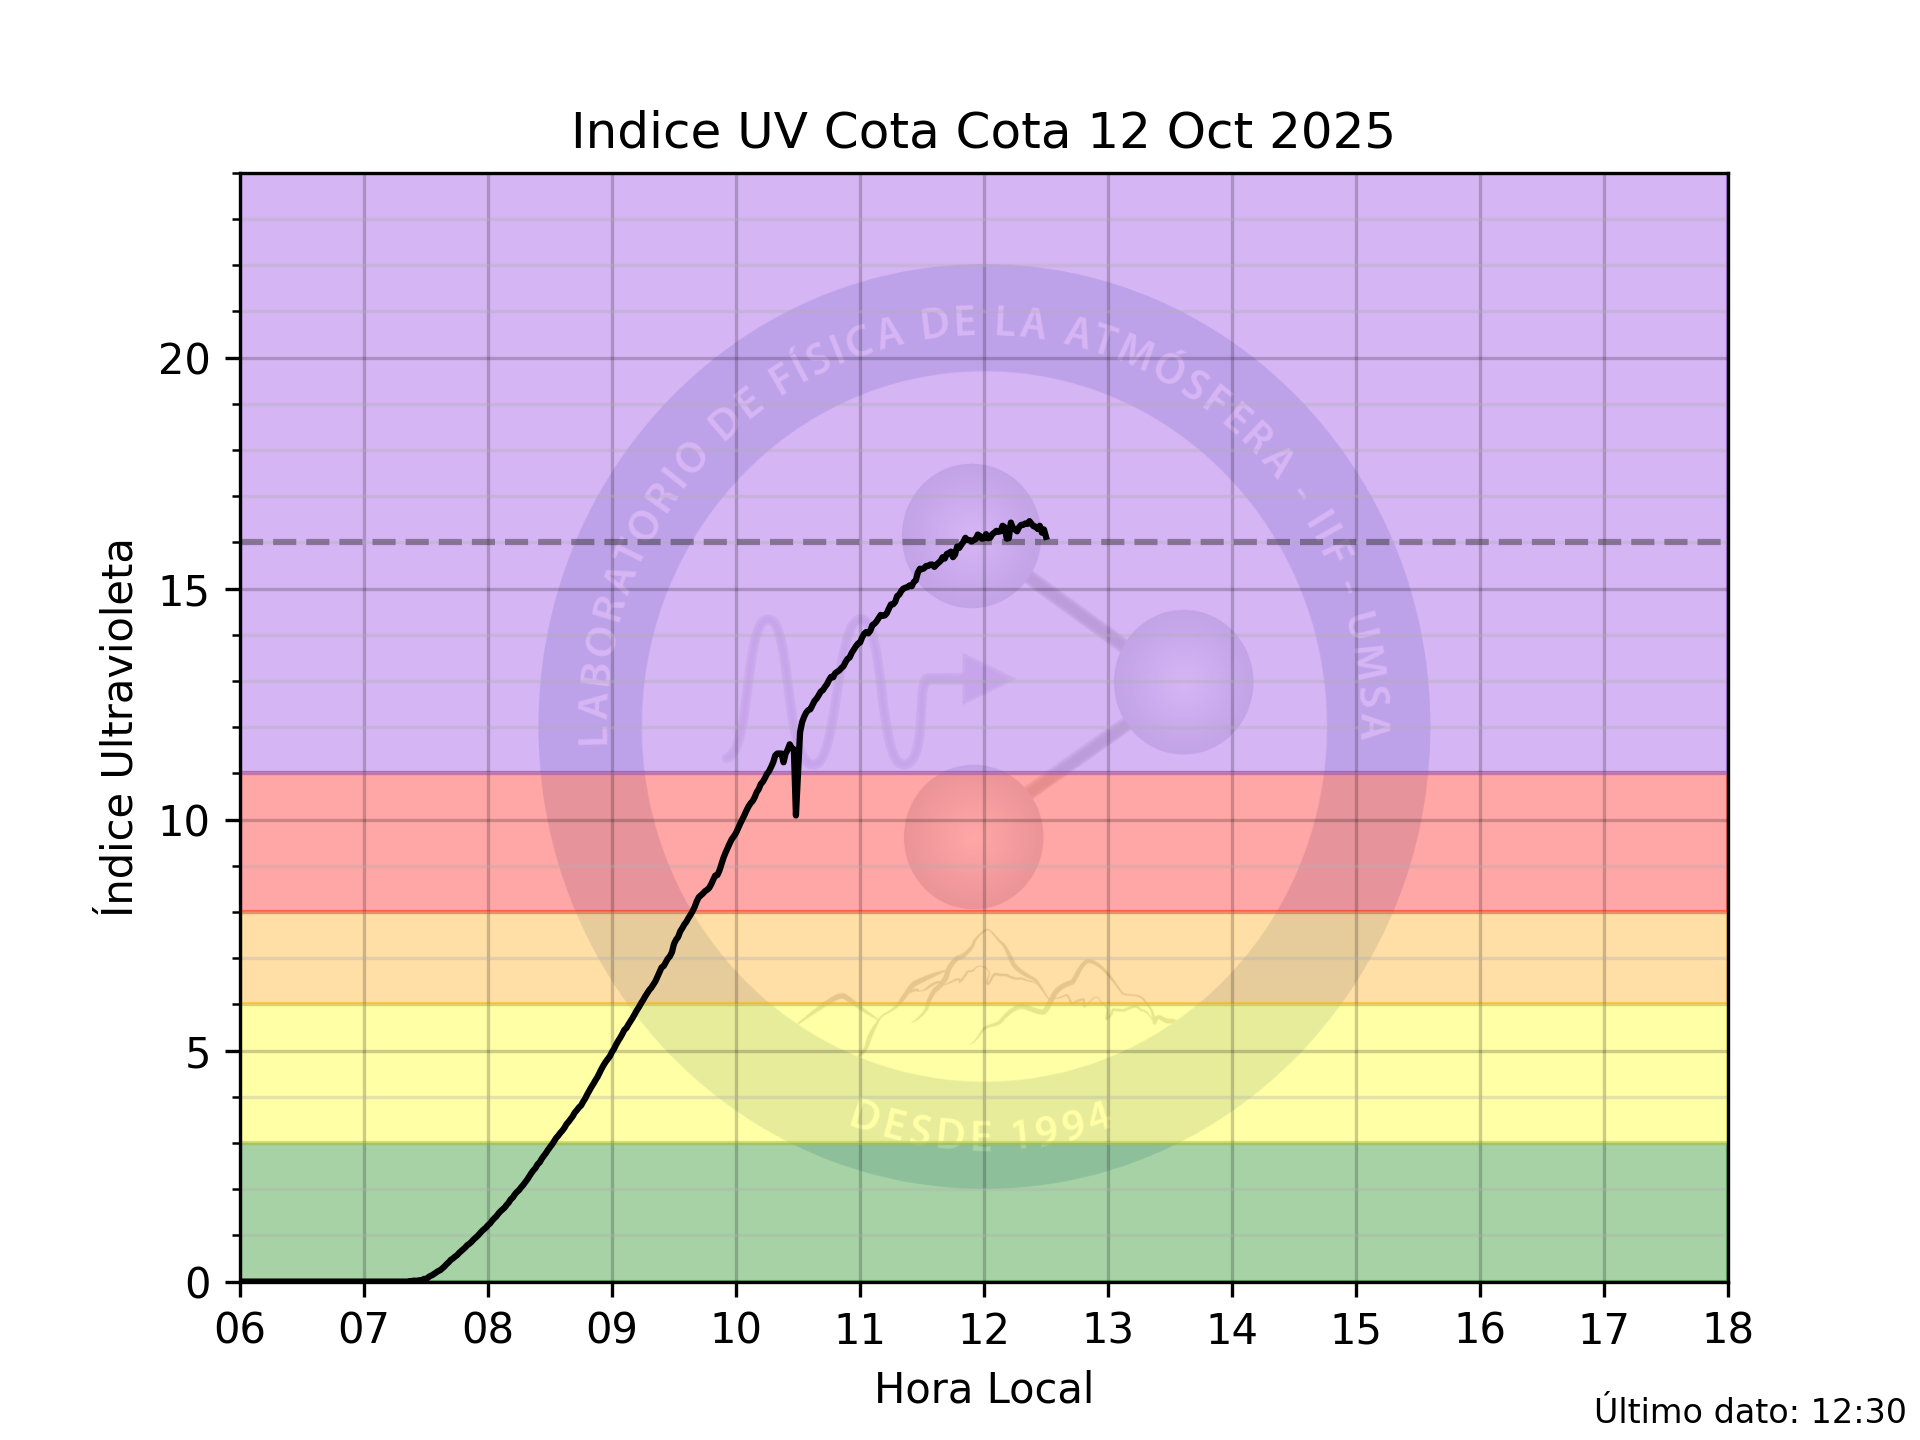 Indice UV Cota Cota 12 Oct 2025
LABORATORIO DE FÍSICA DE LA ATMÓSFERA - IIF - UMSA
DESDE 1994
Índice Ultravioleta
20
15
10
5
0
06 07 08 09 10 11 12 13 14 15 16 17 18
Hora Local
Último dato: 12:30